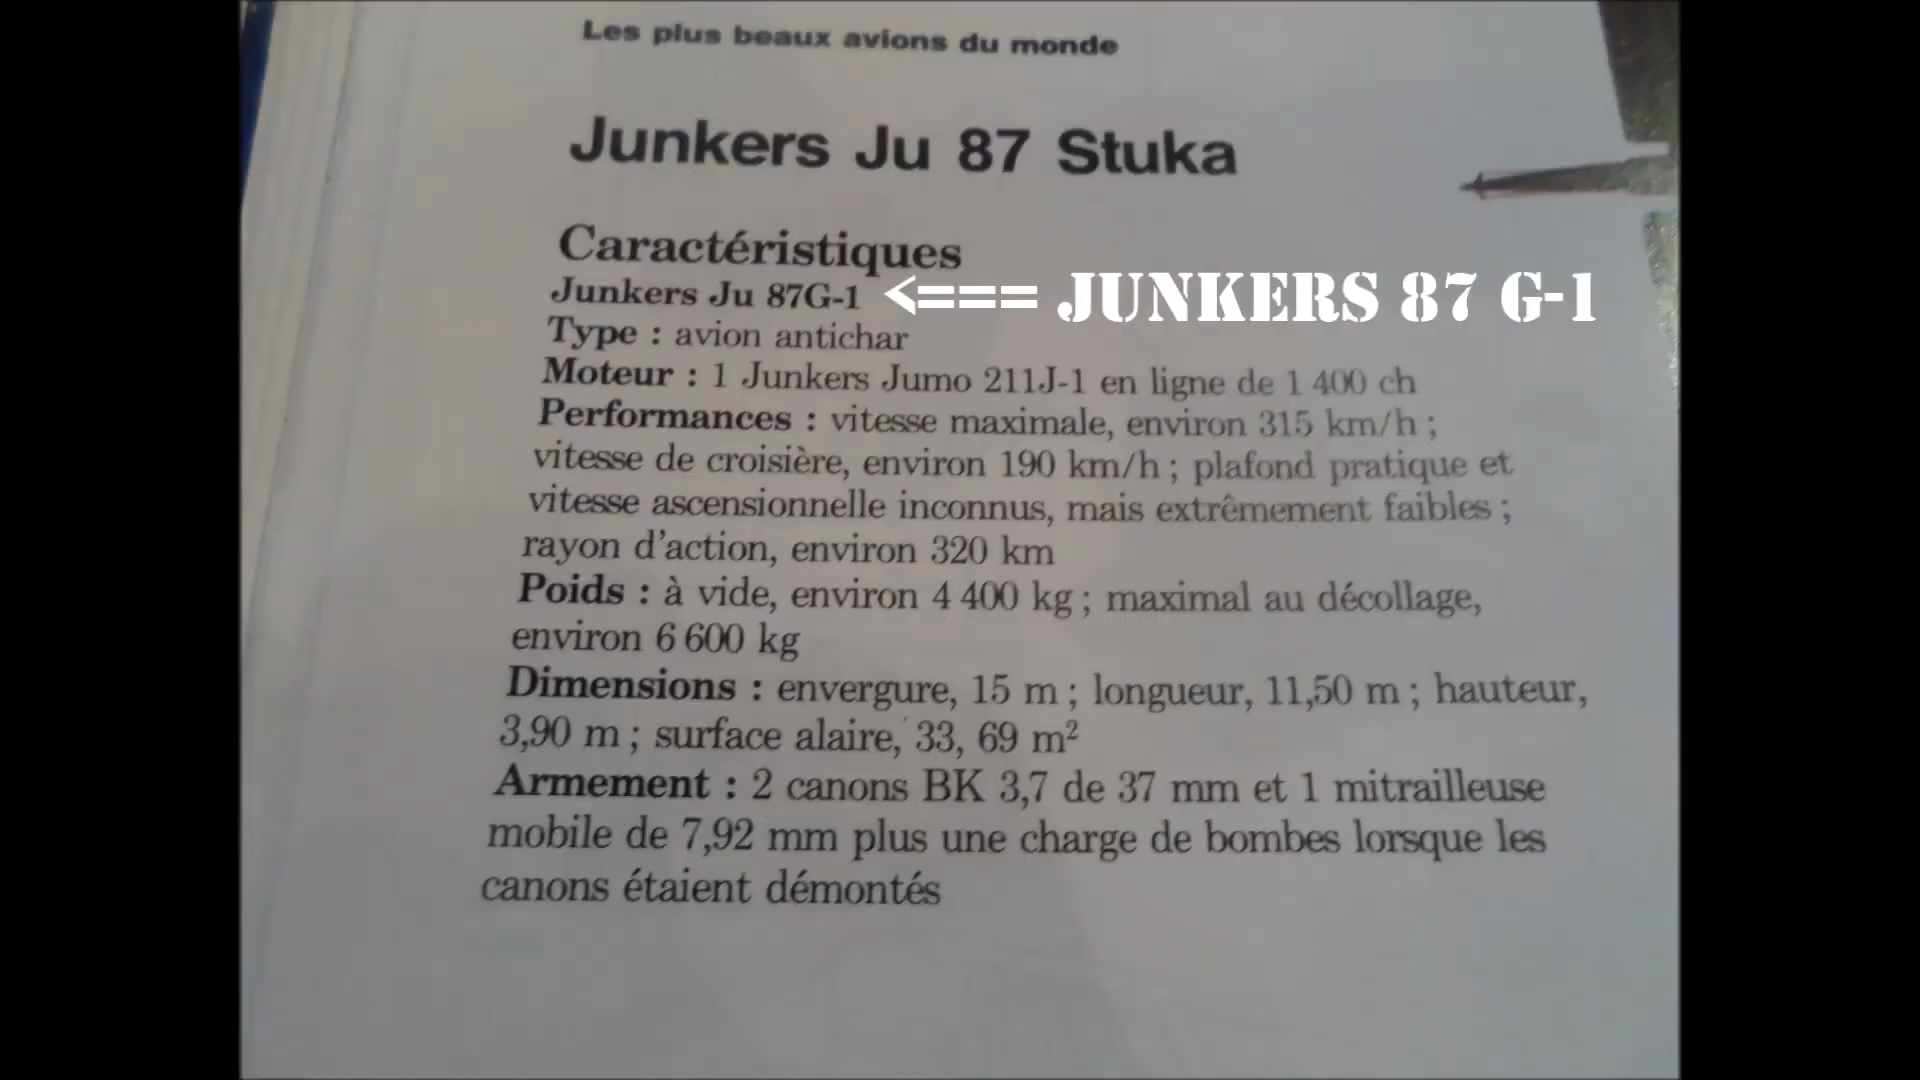 Les plus beaux avions du monde
Junkers Ju 87 Stuka
Caractéristiques
Junkers Ju 87G-1 <=== JUNKERS 87 G-1
Type : avion antichar
Moteur : 1 Junkers Jumo 211J-1 en ligne de 1 400 ch
Performances : vitesse maximale, environ 315 km/h ;
vitesse de croisière, environ 190 km/h ; plafond pratique et
vitesse ascensionnelle inconnus, mais extrêmement faibles ;
rayon d'action, environ 320 km
Poids : à vide, environ 4 400 kg ; maximal au décollage,
environ 6 600 kg
Dimensions : envergure, 15 m ; longueur, 11,50 m ; hauteur,
3,90 m ; surface alaire, 33, 69 m²
Armement : 2 canons BK 3,7 de 37 mm et 1 mitrailleuse
mobile de 7,92 mm plus une charge de bombes lorsque les
canons étaient démontés